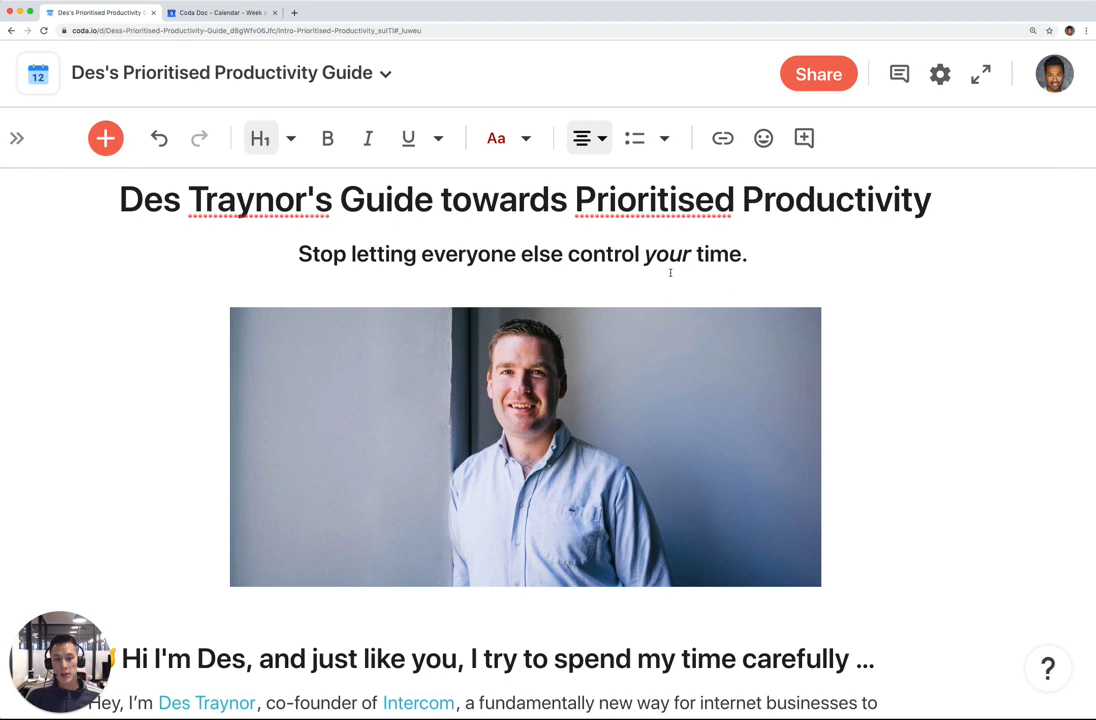 Des's Prioritised Productivity G
Coda Doc - Calendar - Week
coda.io/d/Dess-Prioritised-Productivity-Guide_d8gWfv06Jfc/Intro-Prioritised-Productivity_sulTl#_luweu
12
Des's Prioritised Productivity Guide
Share
H1
B
I
U
Aa
Des Traynor's Guide towards Prioritised Productivity
Stop letting everyone else control your time.
Hi I'm Des, and just like you, I try to spend my time carefully ...
Hey, I'm Des Traynor, co-founder of Intercom, a fundamentally new way for internet businesses to
?